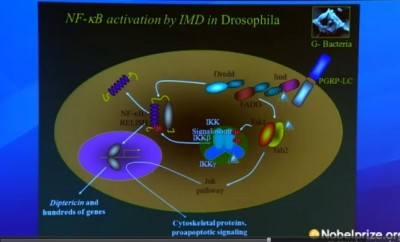 NF-κB activation by IMD in Drosophila
G- Bacteria
Dredd
Imd
PGRP-LC
FADD
NF-κB
RELISH
IKK
Signalosome
IKKβ
IKKγ
Tak1
Tab2
Jnk
pathway
Diptericin and
hundreds of genes
Cytoskeletal proteins,
proapoptotic signaling
Nobelprize.org